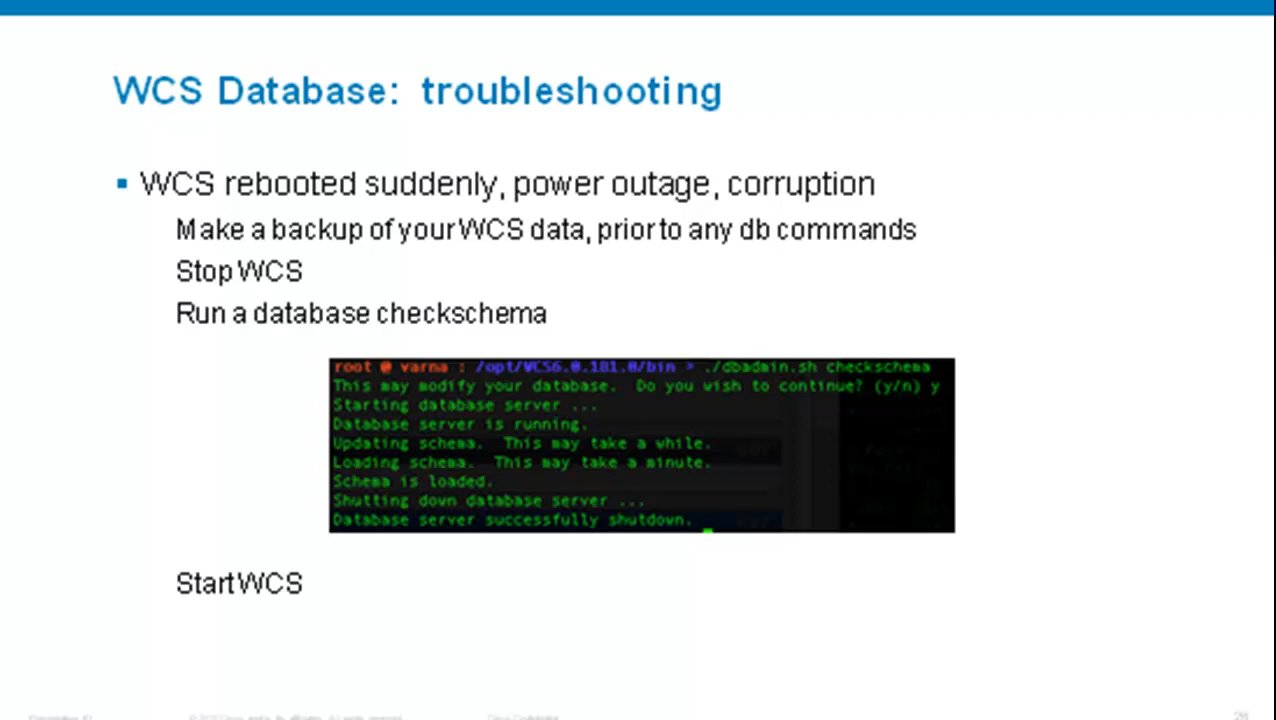 WCS Database: troubleshooting
WCS rebooted suddenly, power outage, corruption
Make a backup of your WCS data, prior to any db commands
Stop WCS
Run a database checkschema
root @ varna : /opt/WCS6.0.181.0/bin > ./dbadmin.sh checkschema
This may modify your database. Do you wish to continue? (y/n) y
Starting database server ...
Database server is running.
Updating schema. This may take a while.
Loading schema. This may take a minute.
Schema is loaded.
Shutting down database server ...
Database server successfully shutdown.
Start WCS